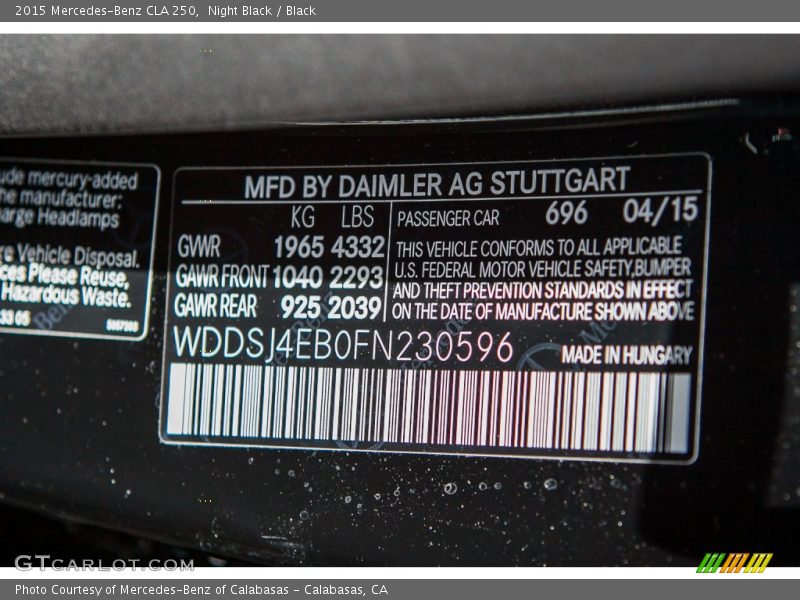 2015 Mercedes-Benz CLA 250,  Night Black / Black
ude mercury-added
he manufacturer:
arge Headlamps
re Vehicle Disposal.
ces Please Reuse,
Hazardous Waste.
MFD BY DAIMLER AG STUTTGART
KG LBS
GVWR 1965 4332
GAWR FRONT 1040 2293
GAWR REAR 925 2039
PASSENGER CAR 696 04/15
THIS VEHICLE CONFORMS TO ALL APPLICABLE
U.S. FEDERAL MOTOR VEHICLE SAFETY,BUMPER
AND THEFT PREVENTION STANDARDS IN EFFECT
ON THE DATE OF MANUFACTURE SHOWN ABOVE
WDDSJ4EB0FN230596
MADE IN HUNGARY
GTCARLOT.COM
Photo Courtesy of Mercedes-Benz of Calabasas - Calabasas, CA